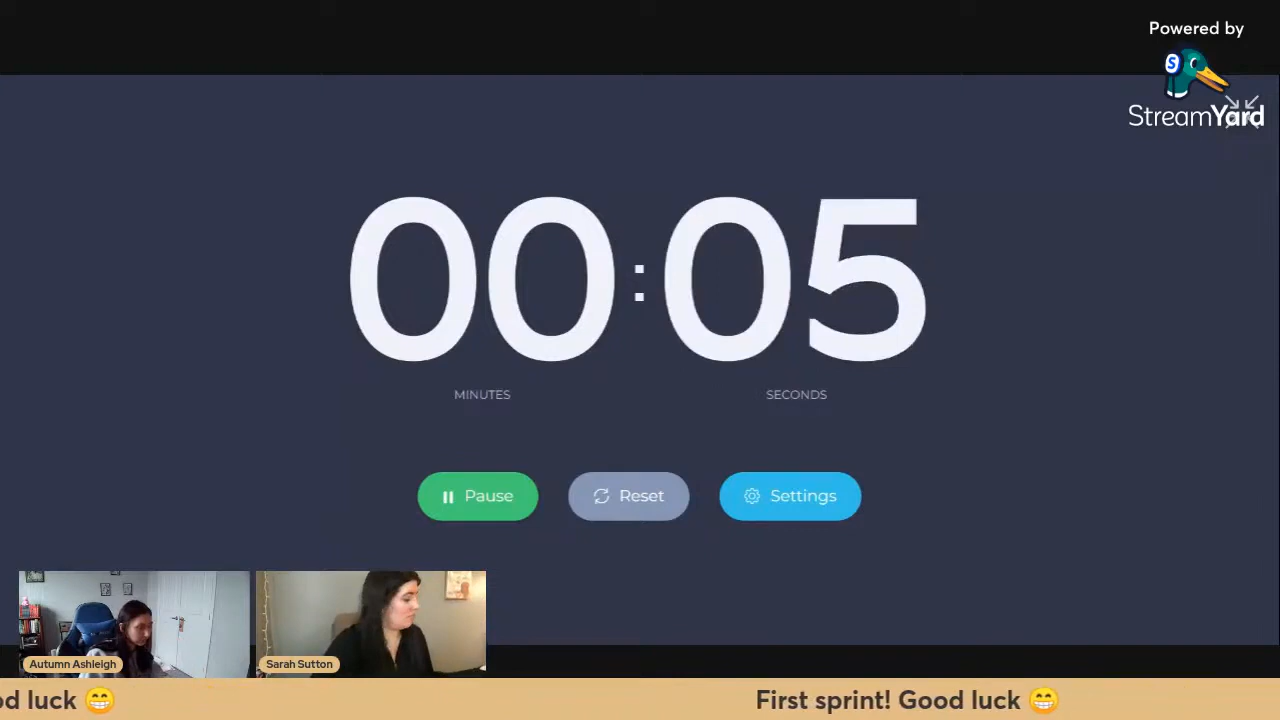 Powered by
StreamYard
00:05
MINUTES
SECONDS
Pause
Reset
Settings
Autumn Ashleigh
Sarah Sutton
od luck 😁
First sprint! Good luck 😁